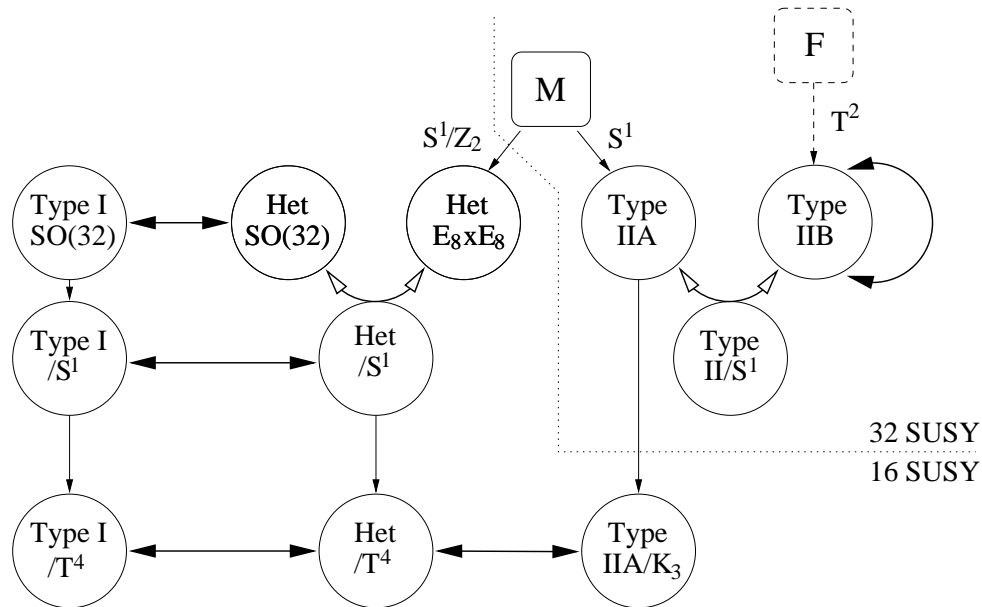 F
M
T²
S¹/Z₂
S¹
Type I
SO(32)
Het
SO(32)
Het
E₈xE₈
Type
IIA
Type
IIB
Type I
/S¹
Het
/S¹
Type
II/S¹
32 SUSY
16 SUSY
Type I
/T⁴
Het
/T⁴
Type
IIA/K₃